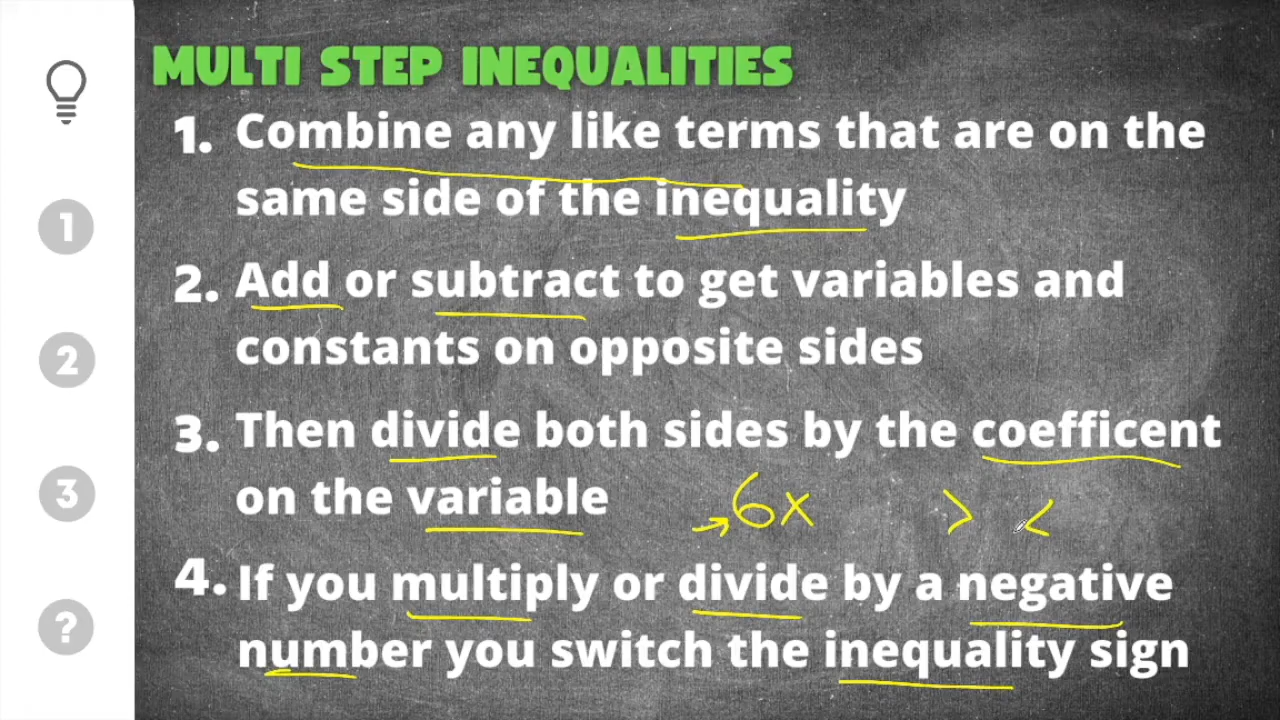 MULTI STEP INEQUALITIES
1. Combine any like terms that are on the
same side of the inequality
1
2. Add or subtract to get variables and
constants on opposite sides
2
3. Then divide both sides by the coefficent
on the variable
3
→6x > <
4. If you multiply or divide by a negative
number you switch the inequality sign
?